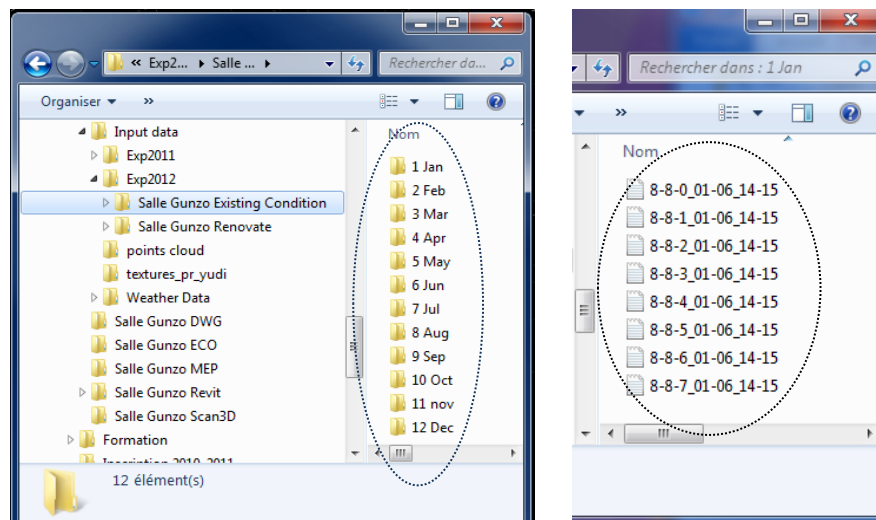 « Exp2... ▸ Salle ... ▸
Rechercher da...
Organiser
»
Input data
Exp2011
Exp2012
Salle Gunzo Existing Condition
Salle Gunzo Renovate
points cloud
textures_pr_yudi
Weather Data
Salle Gunzo DWG
Salle Gunzo ECO
Salle Gunzo MEP
Salle Gunzo Revit
Salle Gunzo Scan3D
Formation
Inscription 2010_2011
Nom
1 Jan
2 Feb
3 Mar
4 Apr
5 May
6 Jun
7 Jul
8 Aug
9 Sep
10 Oct
11 nov
12 Dec
12 élément(s)
Rechercher dans : 1 Jan
»
Nom
8-8-0_01-06_14-15
8-8-1_01-06_14-15
8-8-2_01-06_14-15
8-8-3_01-06_14-15
8-8-4_01-06_14-15
8-8-5_01-06_14-15
8-8-6_01-06_14-15
8-8-7_01-06_14-15